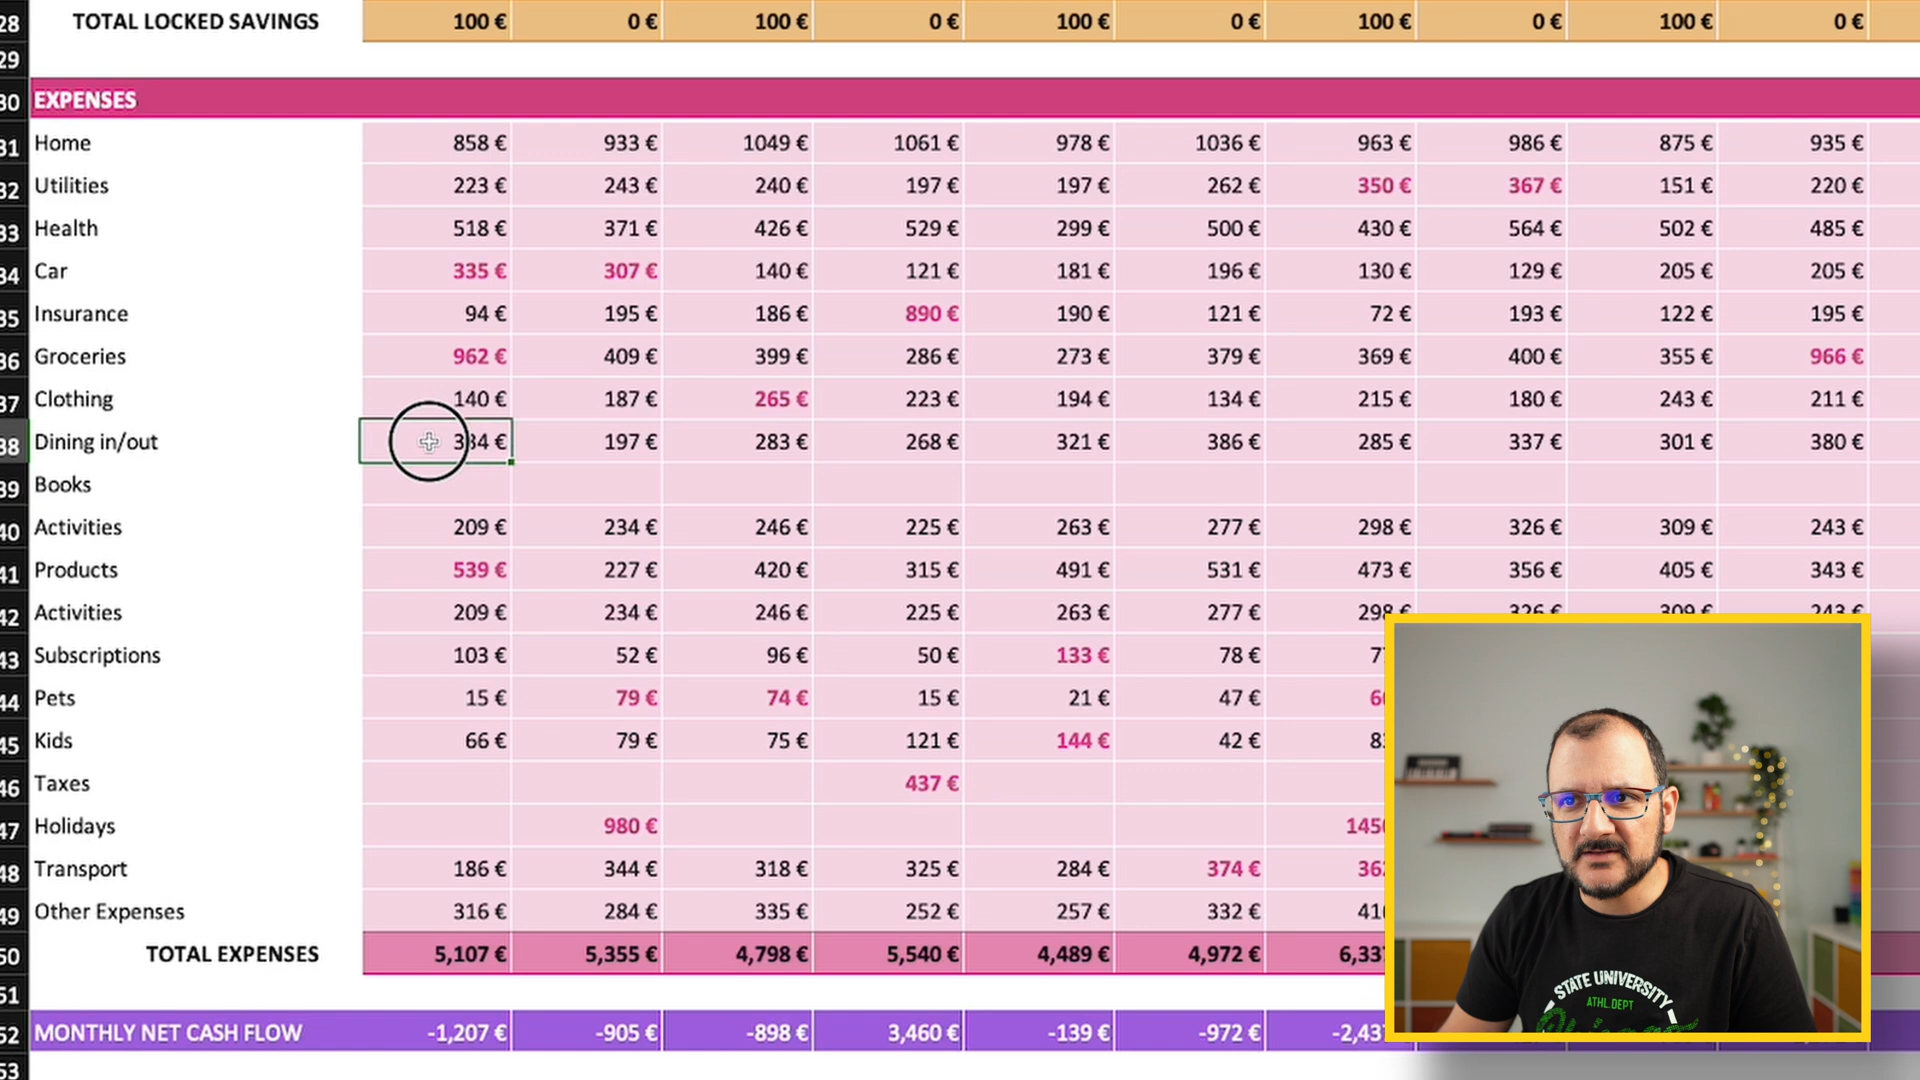 28 TOTAL LOCKED SAVINGS 100 € 0 € 100 € 0 € 100 € 0 € 100 € 0 € 100 € 0 €
29
30 EXPENSES
31 Home 858 € 933 € 1049 € 1061 € 978 € 1036 € 963 € 986 € 875 € 935 €
32 Utilities 223 € 243 € 240 € 197 € 197 € 262 € 350 € 367 € 151 € 220 €
33 Health 518 € 371 € 426 € 529 € 299 € 500 € 430 € 564 € 502 € 485 €
34 Car 335 € 307 € 140 € 121 € 181 € 196 € 130 € 129 € 205 € 205 €
35 Insurance 94 € 195 € 186 € 890 € 190 € 121 € 72 € 193 € 122 € 195 €
36 Groceries 962 € 409 € 399 € 286 € 273 € 379 € 369 € 400 € 355 € 966 €
37 Clothing 140 € 187 € 265 € 223 € 194 € 134 € 215 € 180 € 243 € 211 €
38 Dining in/out 334 € 197 € 283 € 268 € 321 € 386 € 285 € 337 € 301 € 380 €
39 Books
40 Activities 209 € 234 € 246 € 225 € 263 € 277 € 298 € 326 € 309 € 243 €
41 Products 539 € 227 € 420 € 315 € 491 € 531 € 473 € 356 € 405 € 343 €
42 Activities 209 € 234 € 246 € 225 € 263 € 277 € 298 € 326 € 309 € 243 €
43 Subscriptions 103 € 52 € 96 € 50 € 133 € 78 €
44 Pets 15 € 79 € 74 € 15 € 21 € 47 €
45 Kids 66 € 79 € 75 € 121 € 144 € 42 €
46 Taxes 437 €
47 Holidays 980 € 145
48 Transport 186 € 344 € 318 € 325 € 284 € 374 € 36
49 Other Expenses 316 € 284 € 335 € 252 € 257 € 332 € 41
50 TOTAL EXPENSES 5,107 € 5,355 € 4,798 € 5,540 € 4,489 € 4,972 € 6,33
51
52 MONTHLY NET CASH FLOW -1,207 € -905 € -898 € 3,460 € -139 € -972 € -2,43
53
STATE UNIVERSITY
ATHL.DEPT